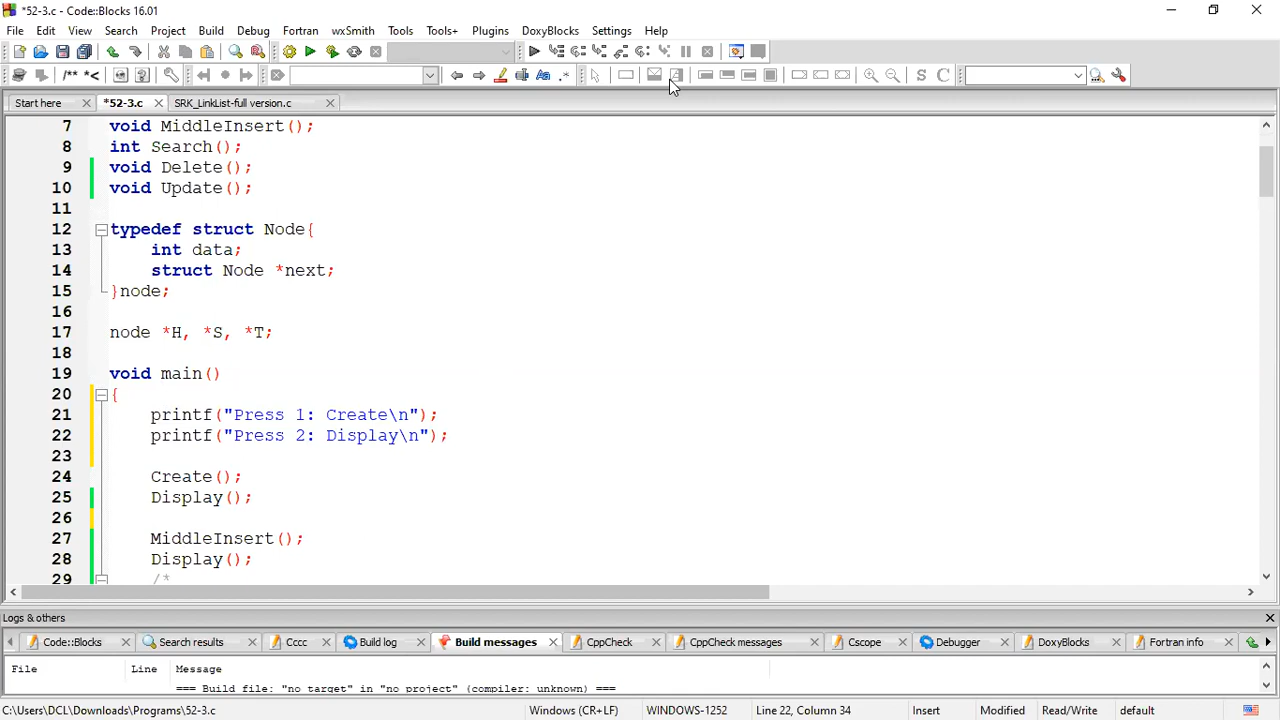 *52-3.c - Code::Blocks 16.01
File Edit View Search Project Build Debug Fortran wxSmith Tools Tools+ Plugins DoxyBlocks Settings Help
/** *<
S C
Start here *52-3.c SRK_LinkList-full version.c
7 void MiddleInsert();
8 int Search();
9 void Delete();
10 void Update();
11
12 typedef struct Node{
13 int data;
14 struct Node *next;
15 }node;
16
17 node *H, *S, *T;
18
19 void main()
20 {
21 printf("Press 1: Create\n");
22 printf("Press 2: Display\n");
23
24 Create();
25 Display();
26
27 MiddleInsert();
28 Display();
29 /*
Logs & others
Code::Blocks Search results Cccc Build log Build messages CppCheck CppCheck messages Cscope Debugger DoxyBlocks Fortran info
File Line Message
=== Build file: "no target" in "no project" (compiler: unknown) ===
C:\Users\DCL\Downloads\Programs\52-3.c Windows (CR+LF) WINDOWS-1252 Line 22, Column 34 Insert Modified Read/Write default